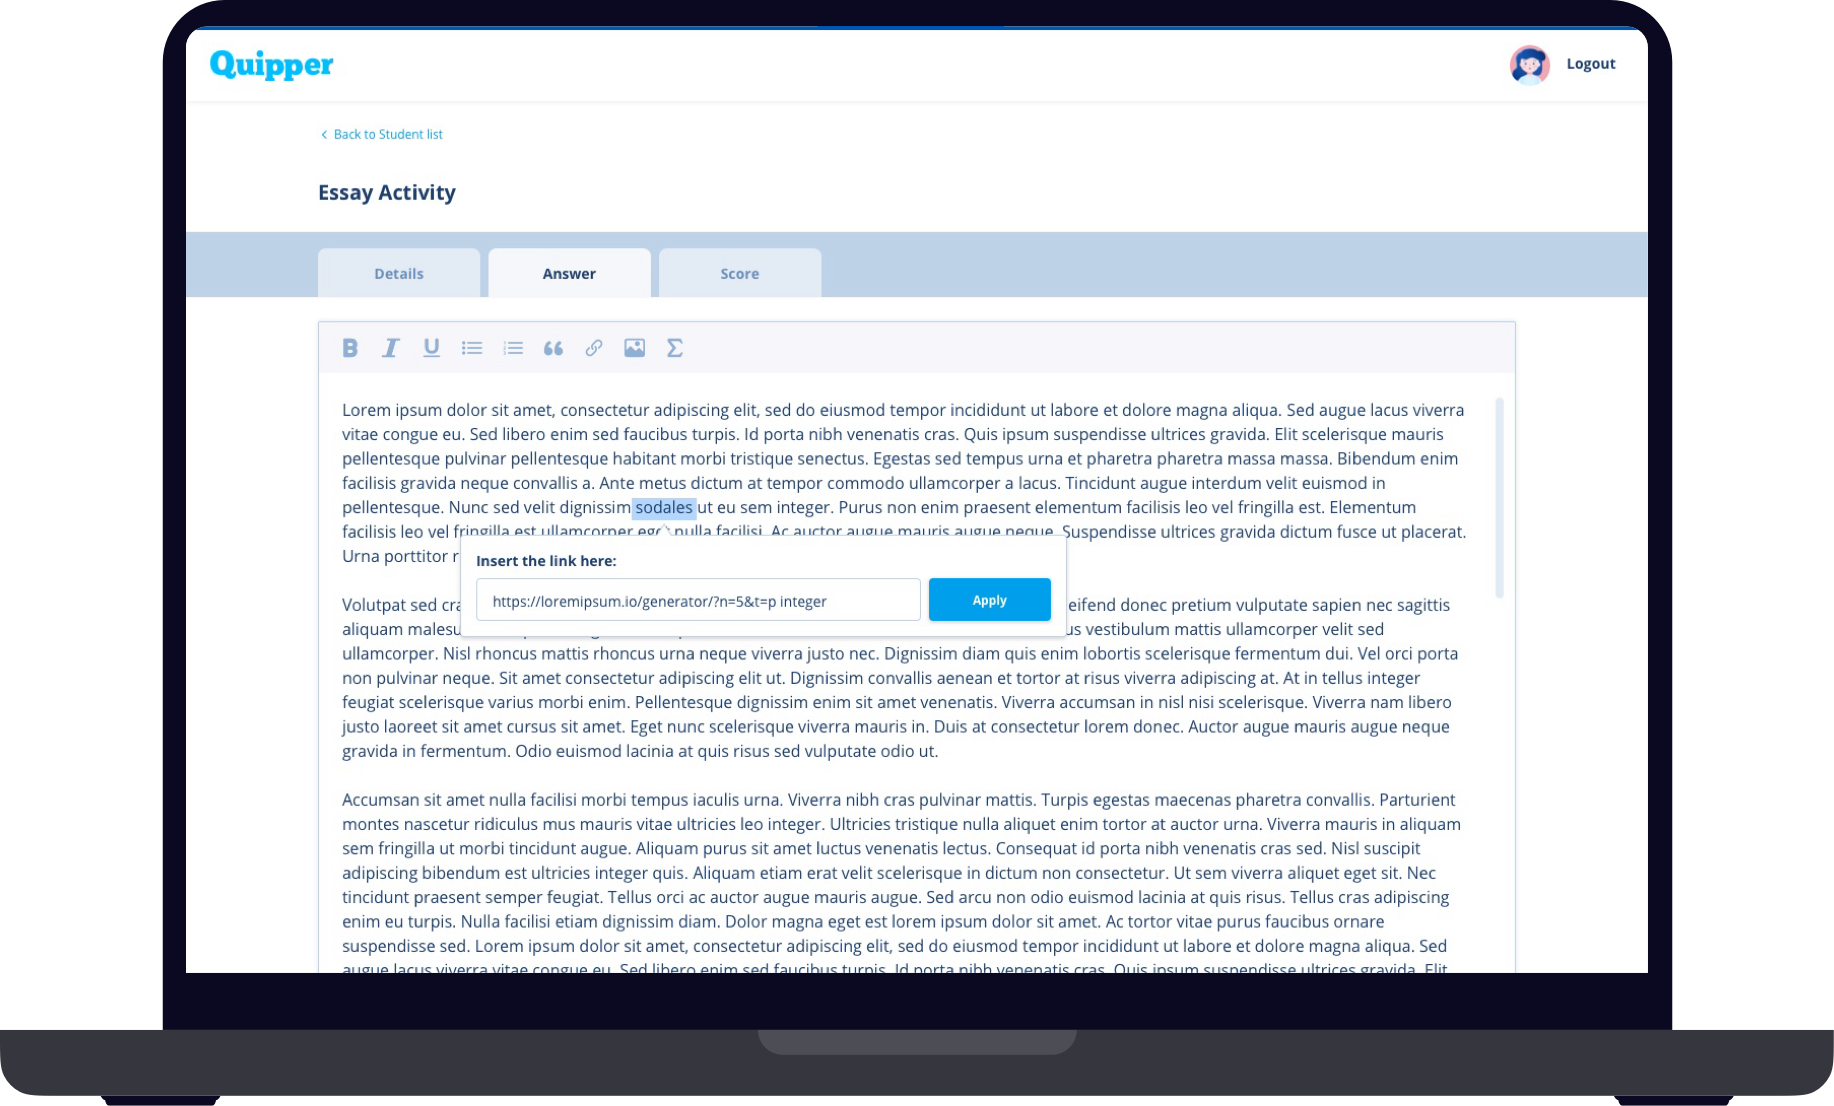 Quipper
Logout
Back to Student list
Essay Activity
Details
Answer
Score
B I U
Lorem ipsum dolor sit amet, consectetur adipiscing elit, sed do eiusmod tempor incididunt ut labore et dolore magna aliqua. Sed augue lacus viverra
vitae congue eu. Sed libero enim sed faucibus turpis. Id porta nibh venenatis cras. Quis ipsum suspendisse ultrices gravida. Elit scelerisque mauris
pellentesque pulvinar pellentesque habitant morbi tristique senectus. Egestas sed tempus urna et pharetra pharetra massa massa. Bibendum enim
facilisis gravida neque convallis a. Ante metus dictum at tempor commodo ullamcorper a lacus. Tincidunt augue interdum velit euismod in
pellentesque. Nunc sed velit dignissim sodales ut eu sem integer. Purus non enim praesent elementum facilisis leo vel fringilla est. Elementum
facilisis leo vel fringilla est ullamcorper eget nulla facilisi. Ac auctor augue mauris augue neque. Suspendisse ultrices gravida dictum fusce ut placerat.
Urna porttitor
Insert the link here:
https://loremipsum.io/generator/?n=5&t=p integer
Apply
Volutpat sed eifend donec pretium vulputate sapien nec sagittis
aliquam vestibulum mattis ullamcorper velit sed
ullamcorper. Nisl rhoncus mattis rhoncus urna neque viverra justo nec. Dignissim diam quis enim lobortis scelerisque fermentum dui. Vel orci porta
non pulvinar neque. Sit amet consectetur adipiscing elit ut. Dignissim convallis aenean et tortor at risus viverra adipiscing at. At in tellus integer
feugiat scelerisque varius morbi enim. Pellentesque dignissim enim sit amet venenatis. Viverra accumsan in nisl nisi scelerisque. Viverra nam libero
justo laoreet sit amet cursus sit amet. Eget nunc scelerisque viverra mauris in. Duis at consectetur lorem donec. Auctor augue mauris augue neque
gravida in fermentum. Odio euismod lacinia at quis risus sed vulputate odio ut.
Accumsan sit amet nulla facilisi morbi tempus iaculis urna. Viverra nibh cras pulvinar mattis. Turpis egestas maecenas pharetra convallis. Parturient
montes nascetur ridiculus mus mauris vitae ultricies leo integer. Ultricies tristique nulla aliquet enim tortor at auctor urna. Viverra mauris in aliquam
sem fringilla ut morbi tincidunt augue. Aliquam purus sit amet luctus venenatis lectus. Consequat id porta nibh venenatis cras sed. Nisl suscipit
adipiscing bibendum est ultricies integer quis. Aliquam etiam erat velit scelerisque in dictum non consectetur. Ut sem viverra aliquet eget sit. Nec
tincidunt praesent semper feugiat. Tellus orci ac auctor augue mauris augue. Sed arcu non odio euismod lacinia at quis risus. Tellus cras adipiscing
enim eu turpis. Nulla facilisi etiam dignissim diam. Dolor magna eget est lorem ipsum dolor sit amet. Ac tortor vitae purus faucibus ornare
suspendisse sed. Lorem ipsum dolor sit amet, consectetur adipiscing elit, sed do eiusmod tempor incididunt ut labore et dolore magna aliqua. Sed
augue lacus viverra vitae congue eu. Sed libero enim sed faucibus turpis. Id porta nibh venenatis cras. Quis ipsum suspendisse ultrices gravida. Elit